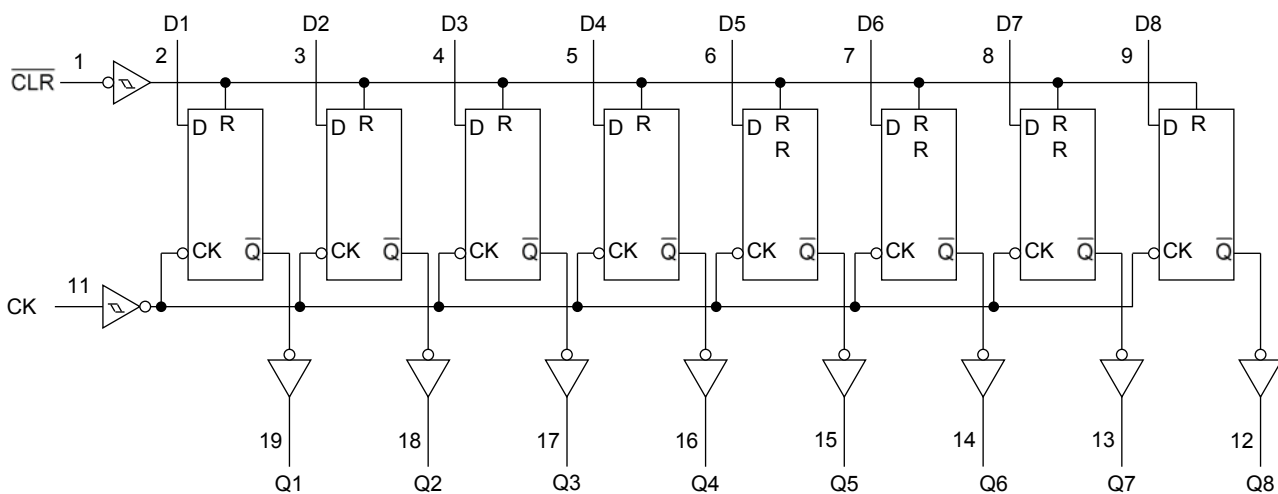 D1 D2 D3 D4 D5 D6 D7 D8
1 2 3 4 5 6 7 8 9
CLR
D R D R D R D R D R D R D R D R
R R R
CK Q CK Q CK Q CK Q CK Q CK Q CK Q CK Q
11
CK
19 18 17 16 15 14 13 12
Q1 Q2 Q3 Q4 Q5 Q6 Q7 Q8